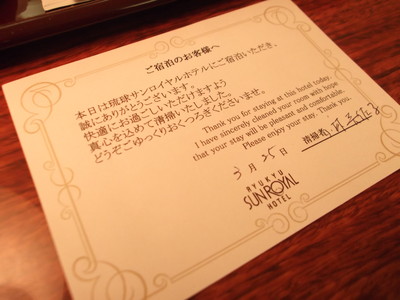 ご宿泊のお客様へ
本日は琉球サンロイヤルホテルにご宿泊いただき、
誠にありがとうございます。
快適にお過ごしいただけますよう
真心を込めて清掃いたしました。
どうぞごゆっくりおくつろぎくださいませ。
Thank you for staying at this hotel today.
I have sincerely cleaned your room with hope
that your stay will be pleasant and comfortable.
Please enjoy your stay. Thank you.
3月25日 清掃者:
RYUKYU
SUNROYAL
HOTEL